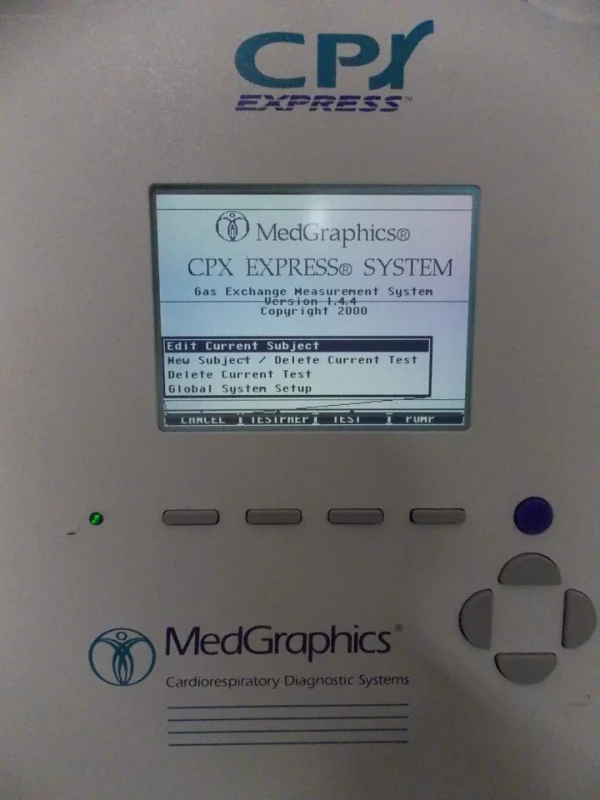 CPX
EXPRESS™
MedGraphics®
CPX EXPRESS® SYSTEM
Gas Exchange Measurement System
Version 1.4.4
Copyright 2000
Edit Current Subject
New Subject / Delete Current Test
Delete Current Test
Global System Setup
CANCEL TESTPREP TEST PUMP
MedGraphics®
Cardiorespiratory Diagnostic Systems